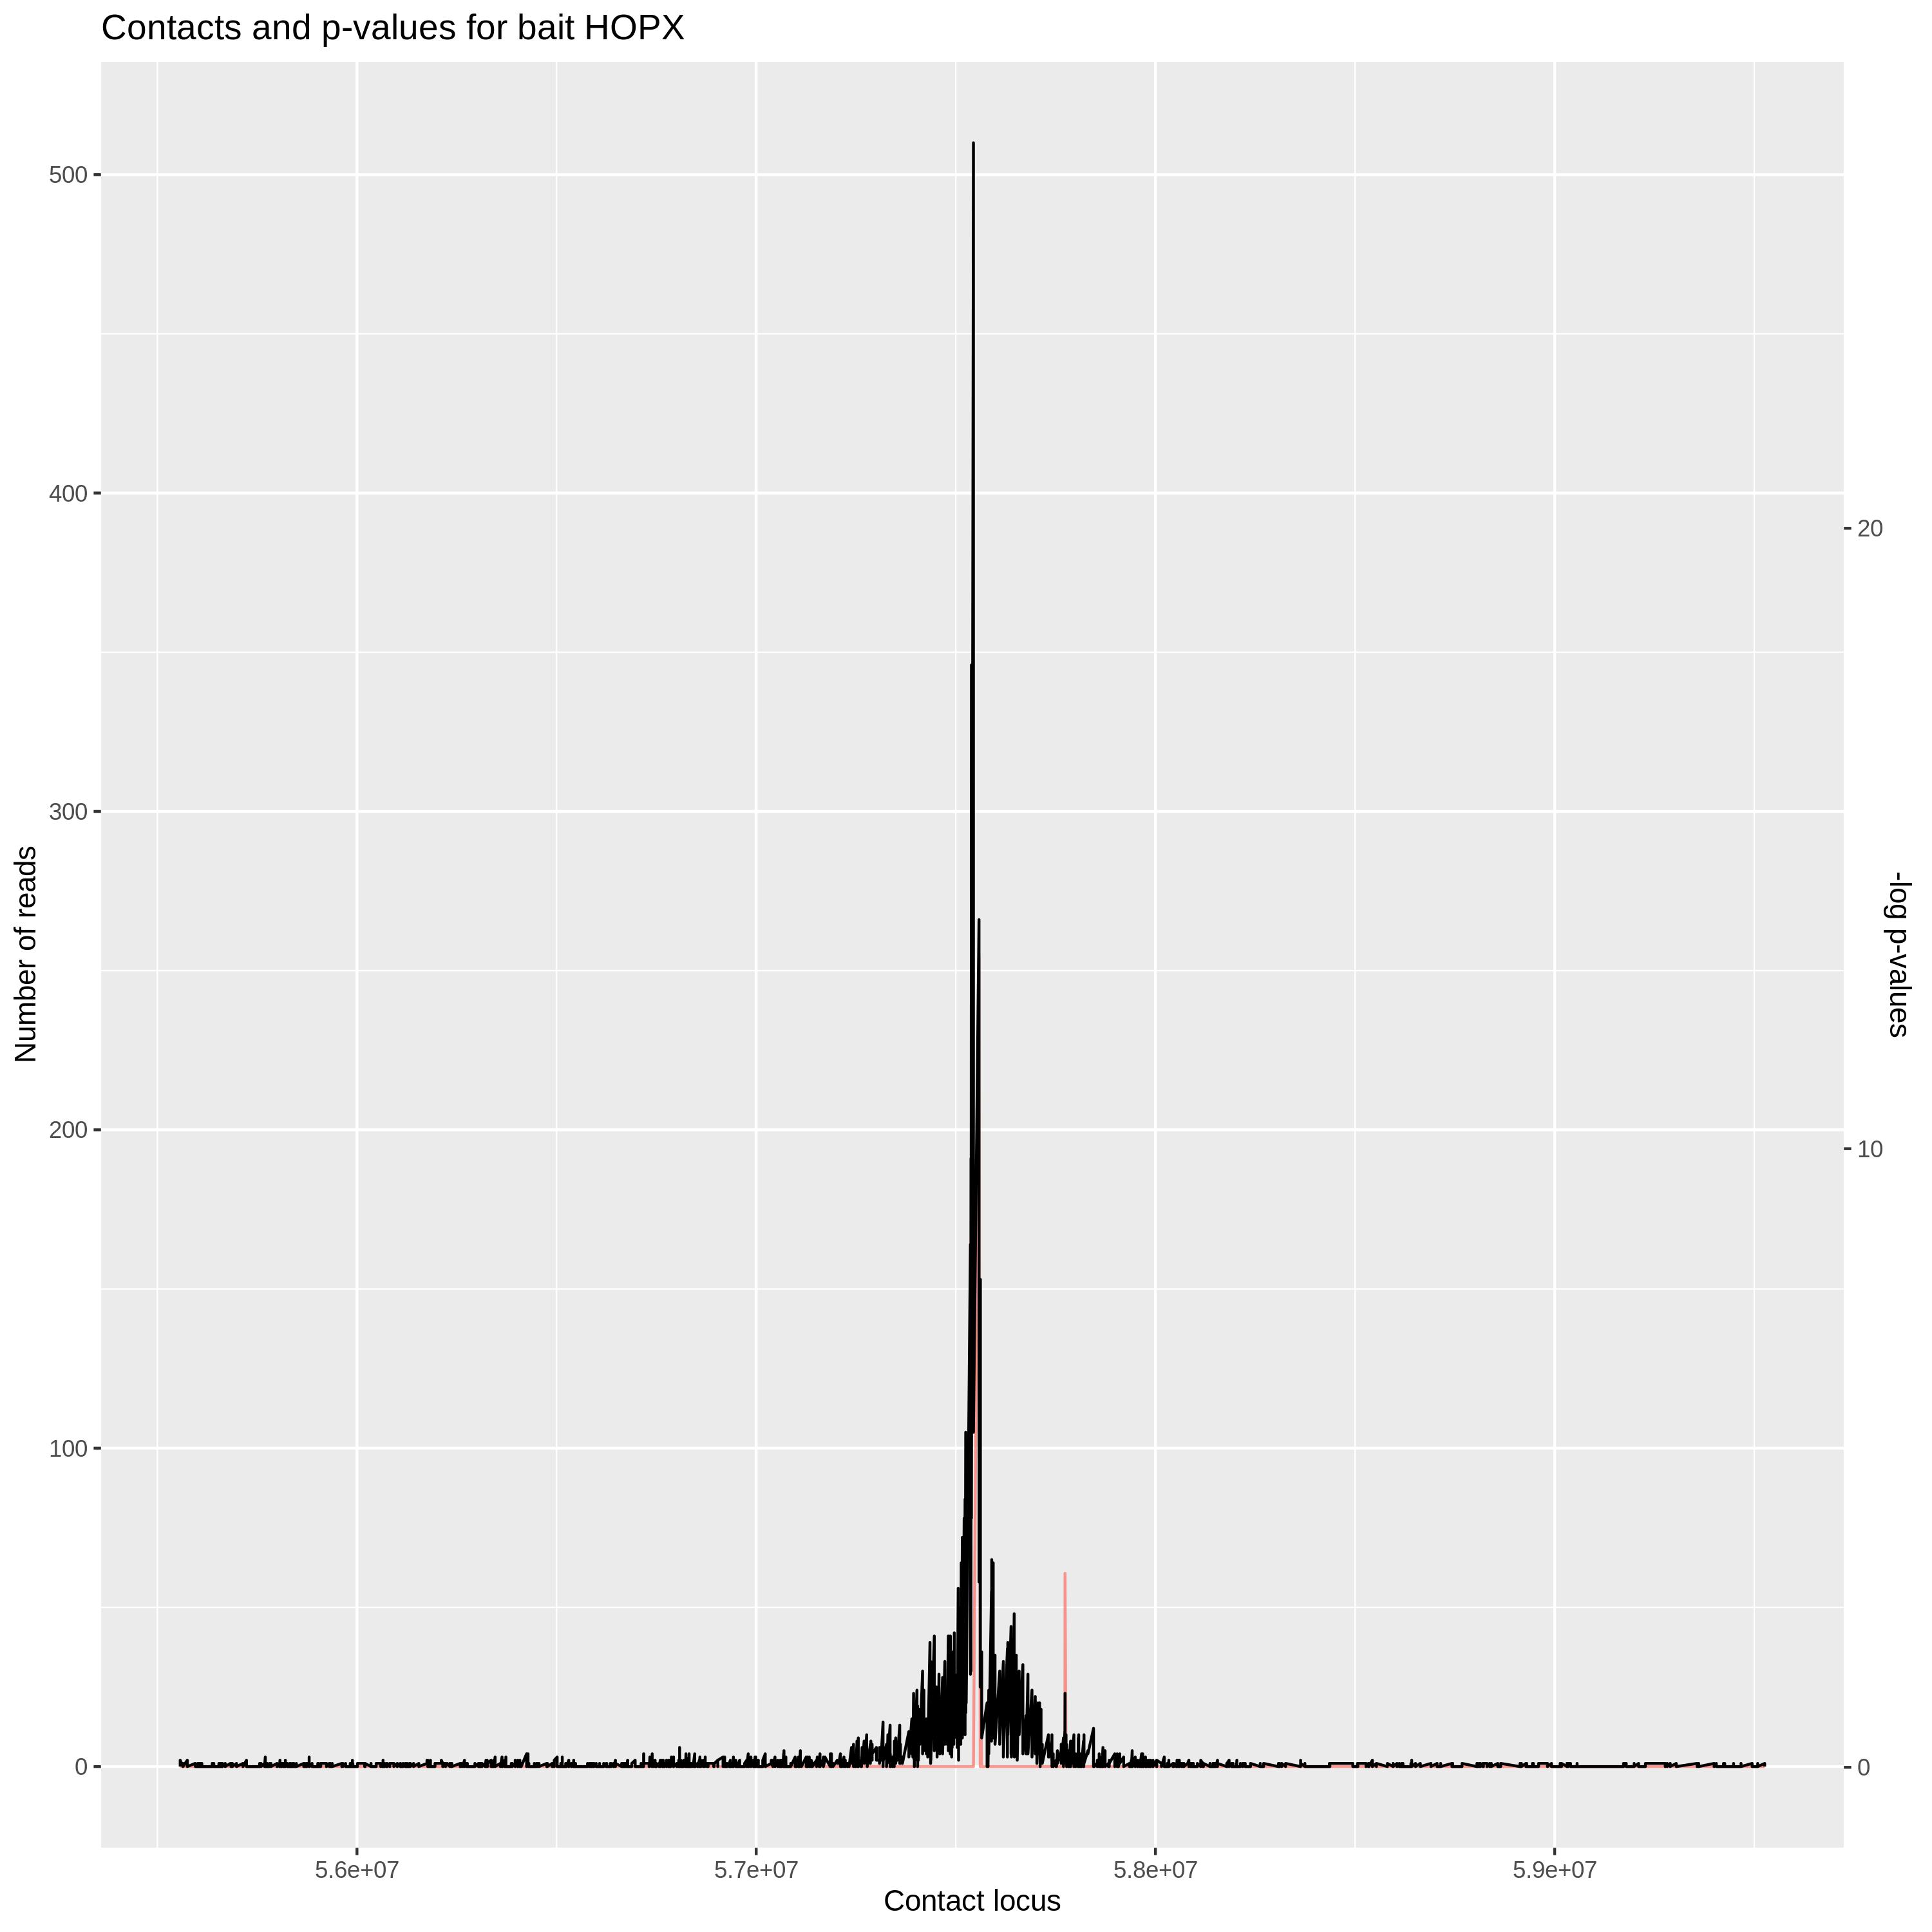 Contacts and p-values for bait HOPX
500
400
300
200
100
0
Number of reads
20
10
0
-log p-values
5.6e+07
5.7e+07
5.8e+07
5.9e+07
Contact locus